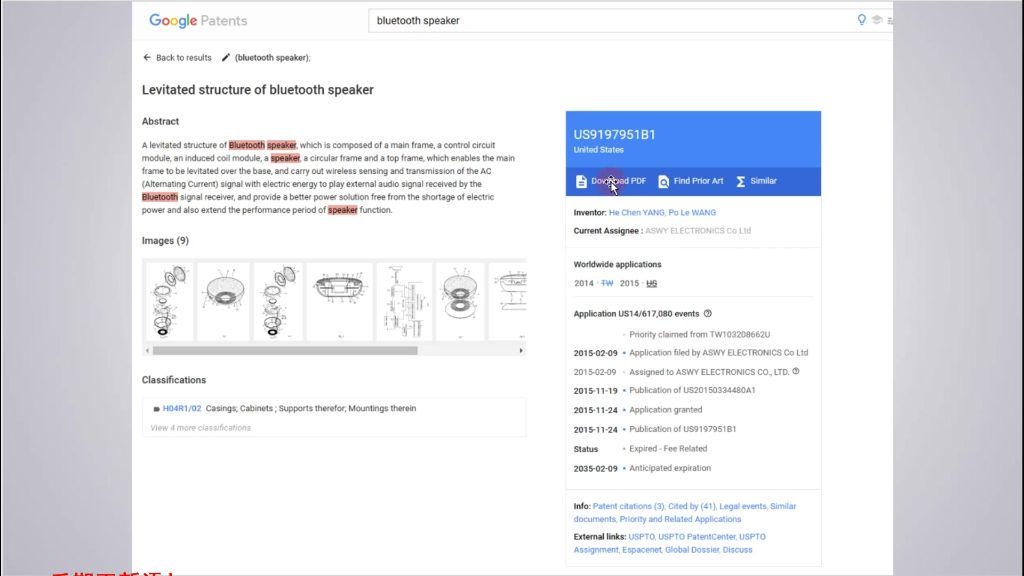 Google Patents
bluetooth speaker
Back to results
(bluetooth speaker);
Levitated structure of bluetooth speaker
Abstract
A levitated structure of Bluetooth speaker, which is composed of a main frame, a control circuit
module, an induced coil module, a speaker, a circular frame and a top frame, which enables the main
frame to be levitated over the base, and carry out wireless sensing and transmission of the AC
(Alternating Current) signal with electric energy to play external audio signal received by the
Bluetooth signal receiver, and provide a better power solution free from the shortage of electric
power and also extend the performance period of speaker function.
Images (9)
Classifications
H04R1/02 Casings; Cabinets ; Supports therefor; Mountings therein
View 4 more classifications
US9197951B1
United States
Download PDF Find Prior Art Similar
Inventor: He Chen YANG, Po Le WANG
Current Assignee : ASWY ELECTRONICS Co Ltd
Worldwide applications
2014 · TW 2015 · US
Application US14/617,080 events
Priority claimed from TW103208662U
2015-02-09 • Application filed by ASWY ELECTRONICS Co Ltd
2015-02-09 Assigned to ASWY ELECTRONICS CO., LTD.
2015-11-19 • Publication of US20150334480A1
2015-11-24 • Application granted
2015-11-24 • Publication of US9197951B1
Status • Expired - Fee Related
2035-02-09 • Anticipated expiration
Info: Patent citations (3), Cited by (41), Legal events, Similar
documents, Priority and Related Applications
External links: USPTO, USPTO PatentCenter, USPTO
Assignment, Espacenet, Global Dossier, Discuss